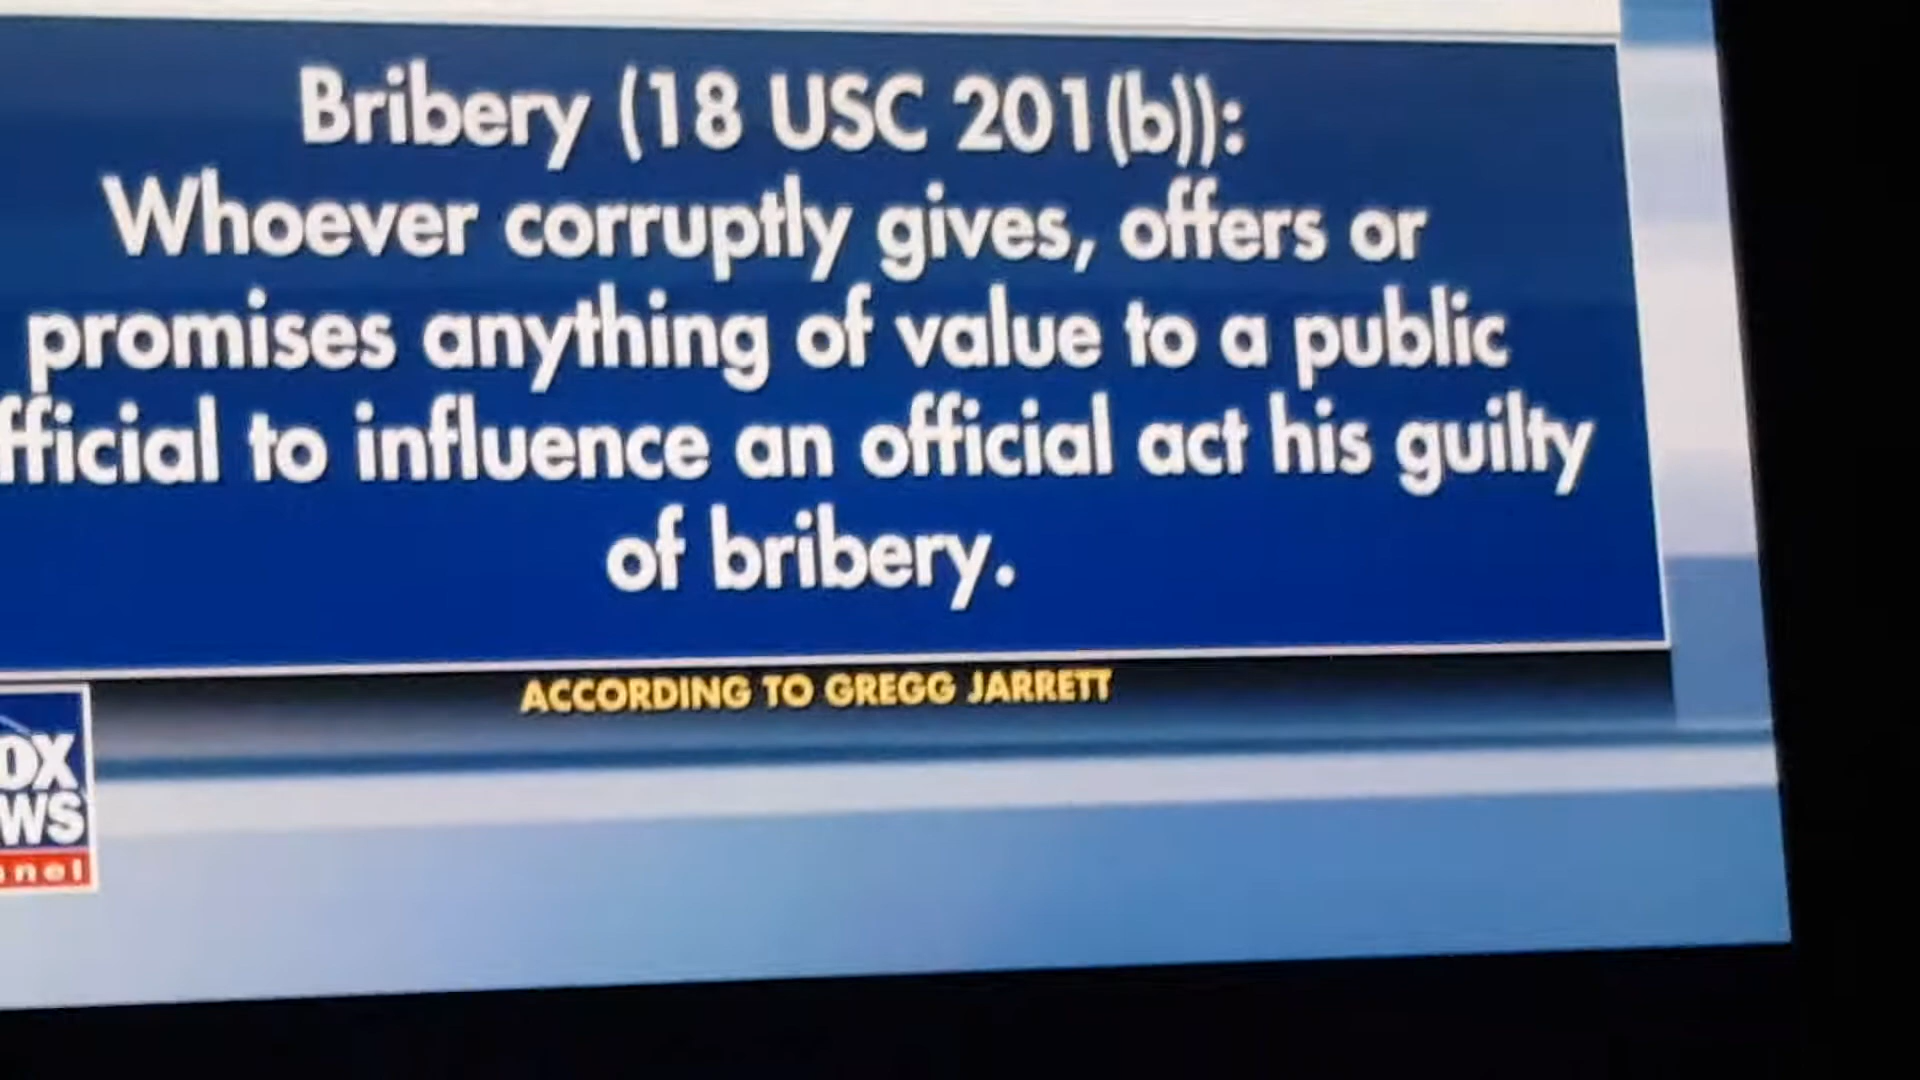 Bribery (18 USC 201(b)):
Whoever corruptly gives, offers or
promises anything of value to a public
fficial to influence an official act his guilty
of bribery.
ACCORDING TO GREGG JARRETT
OX
WS
nnel